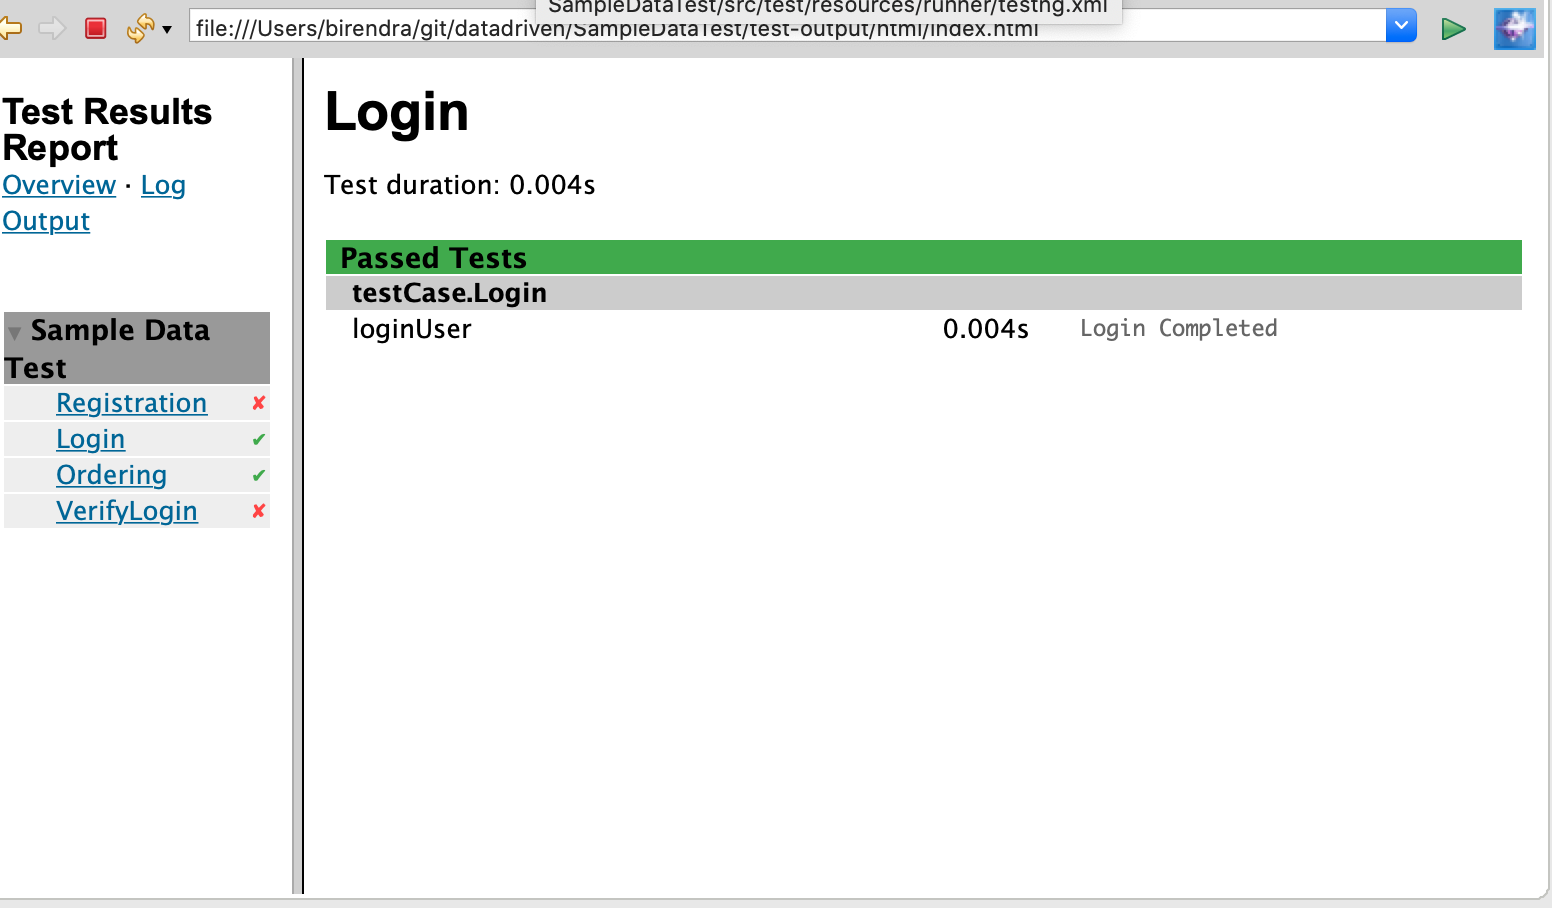 SampleDataTest/src/test/resources/runner/testng.xml
file:///Users/birendra/git/datadriven/SampleDataTest/test-output/html/index.html
Test Results
Report
Overview · Log
Output
▼ Sample Data
Test
Registration ✘
Login ✔
Ordering ✔
VerifyLogin ✘
Login
Test duration: 0.004s
Passed Tests
testCase.Login
loginUser 0.004s Login Completed